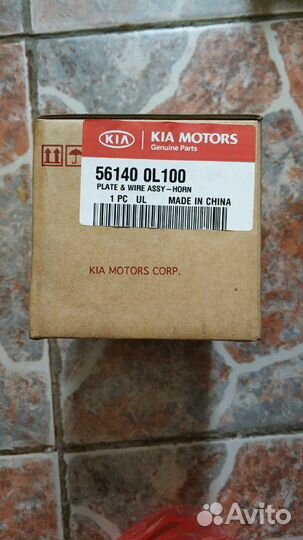 KIA KIA MOTORS
Genuine Parts
56140 0L100
PLATE & WIRE ASSY-HORN
1 PC UL MADE IN CHINA
KIA MOTORS CORP.
Avito